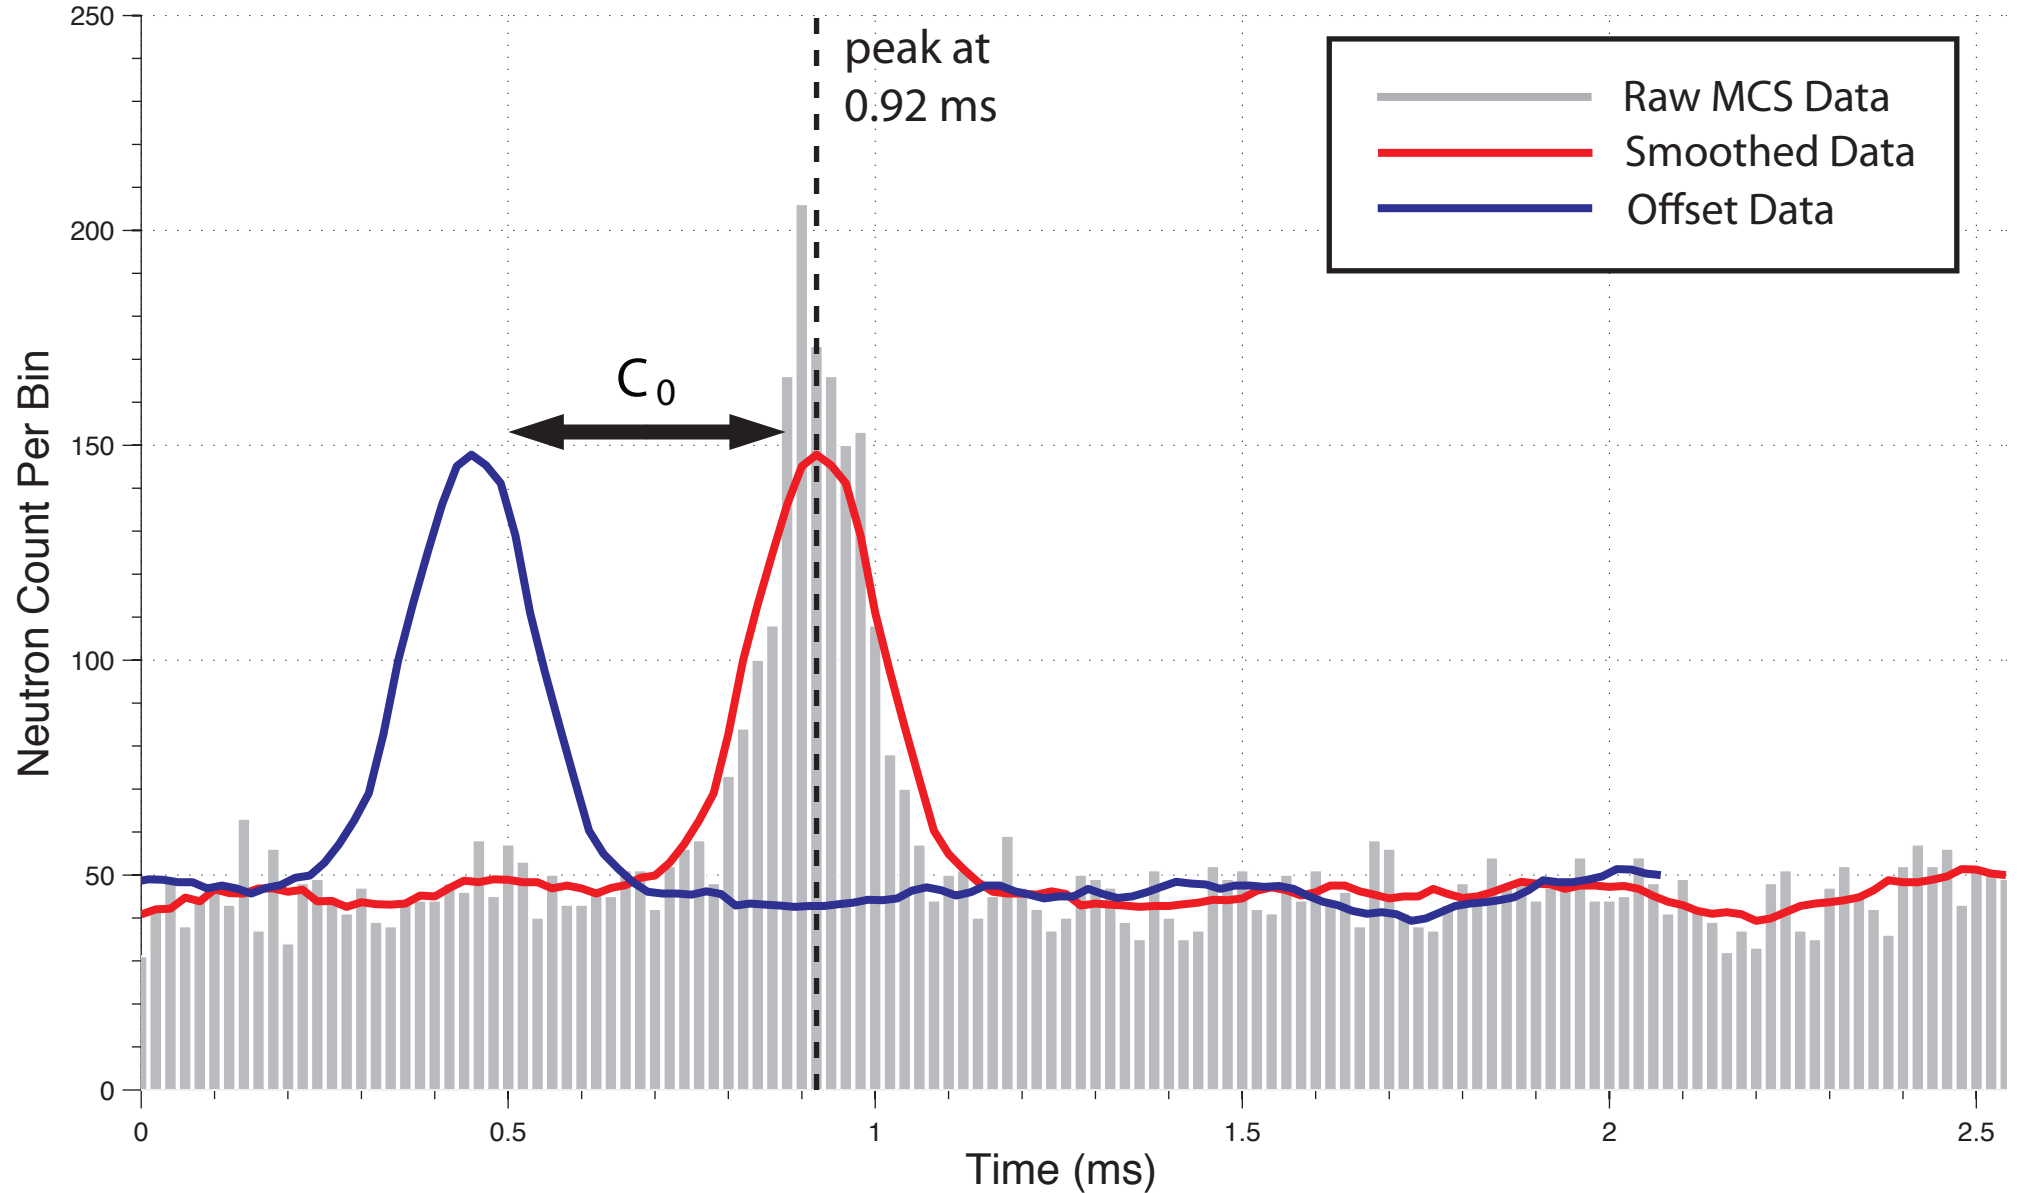 250
200
150
100
50
0
Neutron Count Per Bin
peak at
0.92 ms
C0
Raw MCS Data
Smoothed Data
Offset Data
0 0.5 1 1.5 2 2.5
Time (ms)